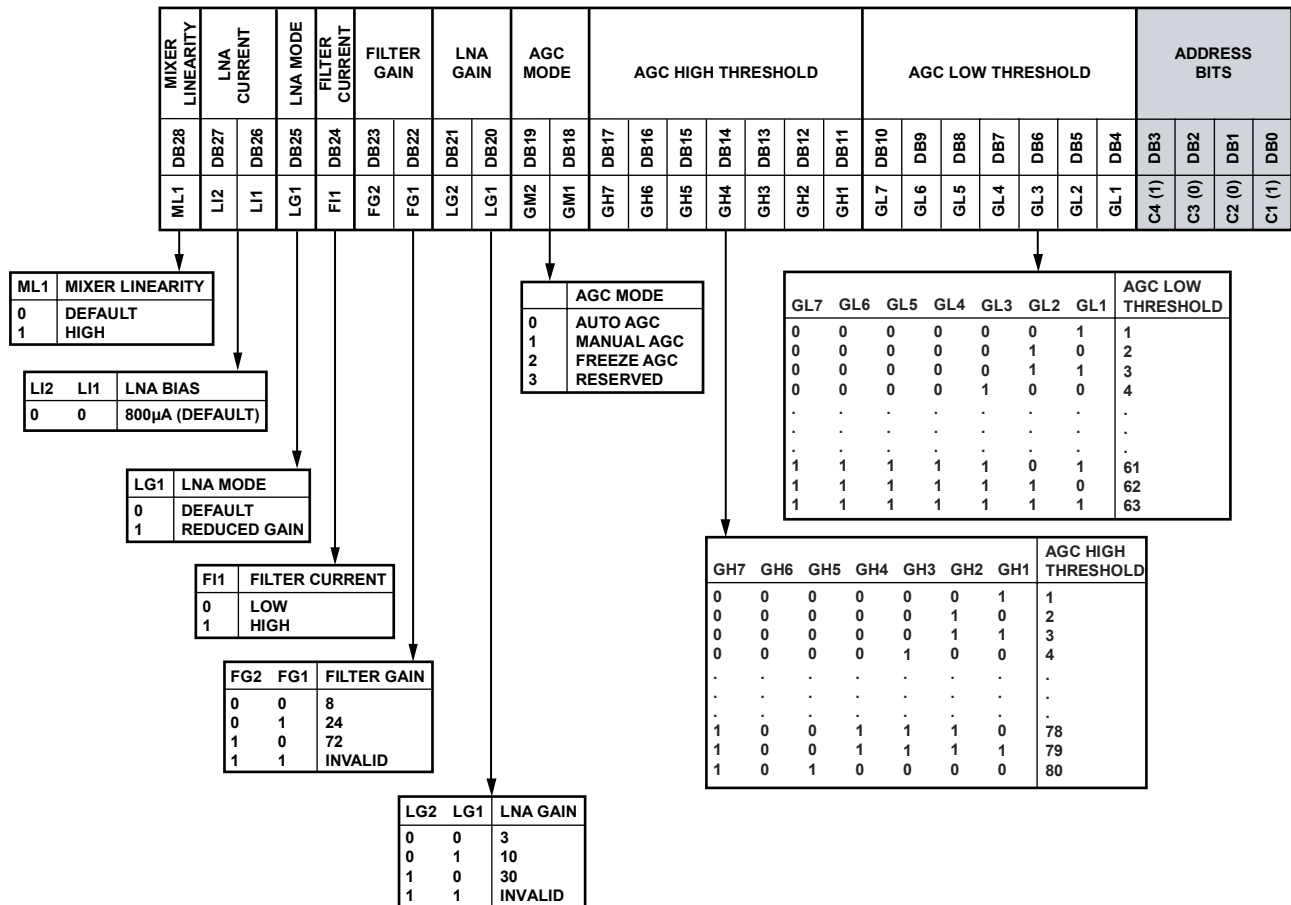 MIXER LINEARITY
LNA CURRENT
LNA MODE
FILTER CURRENT
FILTER GAIN
LNA GAIN
AGC MODE
AGC HIGH THRESHOLD
AGC LOW THRESHOLD
ADDRESS BITS
DB28 DB27 DB26 DB25 DB24 DB23 DB22 DB21 DB20 DB19 DB18 DB17 DB16 DB15 DB14 DB13 DB12 DB11 DB10 DB9 DB8 DB7 DB6 DB5 DB4 DB3 DB2 DB1 DB0
ML1 LI2 LI1 LG1 FI1 FG2 FG1 LG2 LG1 GM2 GM1 GH7 GH6 GH5 GH4 GH3 GH2 GH1 GL7 GL6 GL5 GL4 GL3 GL2 GL1 C4 (1) C3 (0) C2 (0) C1 (1)
ML1 MIXER LINEARITY
0 DEFAULT
1 HIGH
LI2 LI1 LNA BIAS
0 0 800µA (DEFAULT)
LG1 LNA MODE
0 DEFAULT
1 REDUCED GAIN
FI1 FILTER CURRENT
0 LOW
1 HIGH
FG2 FG1 FILTER GAIN
0 0 8
0 1 24
1 0 72
1 1 INVALID
LG2 LG1 LNA GAIN
0 0 3
0 1 10
1 0 30
1 1 INVALID
AGC MODE
0 AUTO AGC
1 MANUAL AGC
2 FREEZE AGC
3 RESERVED
GL7 GL6 GL5 GL4 GL3 GL2 GL1 AGC LOW THRESHOLD
0 0 0 0 0 0 1 1
0 0 0 0 0 1 0 2
0 0 0 0 0 1 1 3
0 0 0 0 1 0 0 4
. . . . . . . .
. . . . . . . .
. . . . . . . .
1 1 1 1 1 0 1 61
1 1 1 1 1 1 0 62
1 1 1 1 1 1 1 63
GH7 GH6 GH5 GH4 GH3 GH2 GH1 AGC HIGH THRESHOLD
0 0 0 0 0 0 1 1
0 0 0 0 0 1 0 2
0 0 0 0 0 1 1 3
0 0 0 0 1 0 0 4
. . . . . . . .
. . . . . . . .
. . . . . . . .
1 0 0 1 1 1 0 78
1 0 0 1 1 1 1 79
1 0 1 0 0 0 0 80